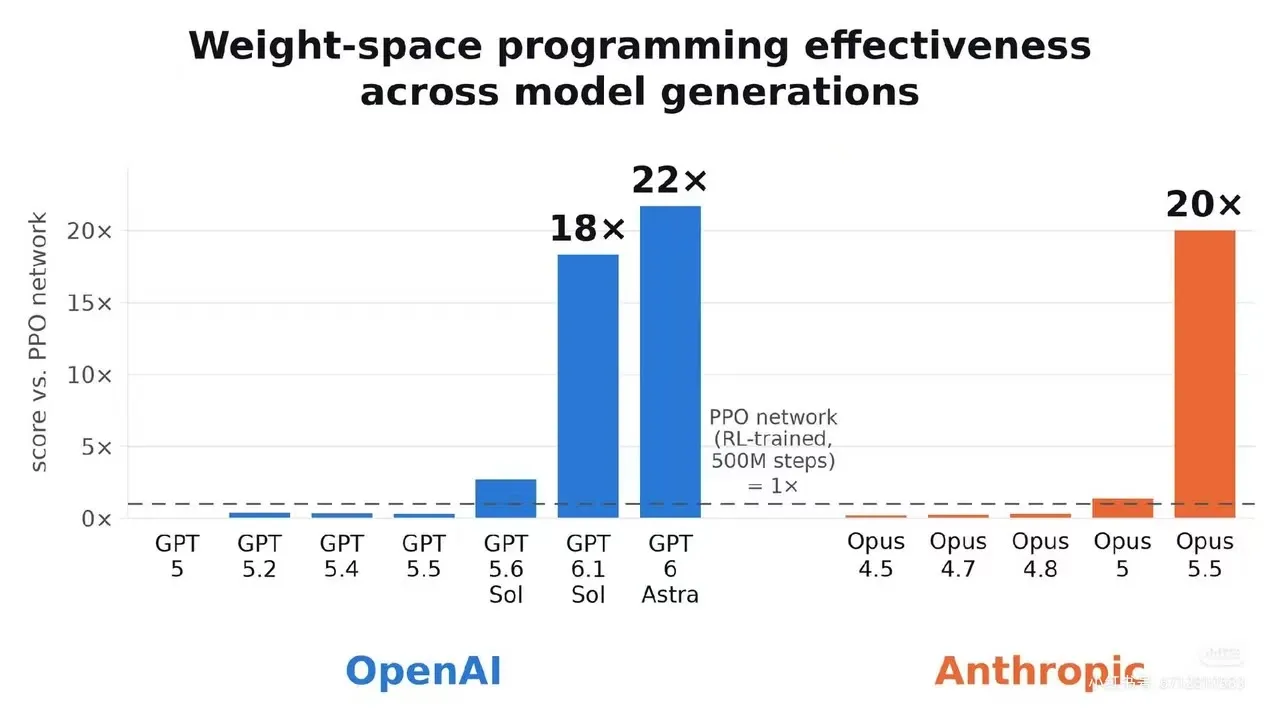 Weight-space programming effectiveness
across model generations
score vs. PPO network
20×
15×
10×
5×
0×
18×
22×
20×
PPO network
(RL-trained,
500M steps)
= 1×
GPT
5
GPT
5.2
GPT
5.4
GPT
5.5
GPT
5.6
Sol
GPT
6.1
Sol
GPT
6
Astra
Opus
4.5
Opus
4.7
Opus
4.8
Opus
5
Opus
5.5
OpenAI
Anthropic